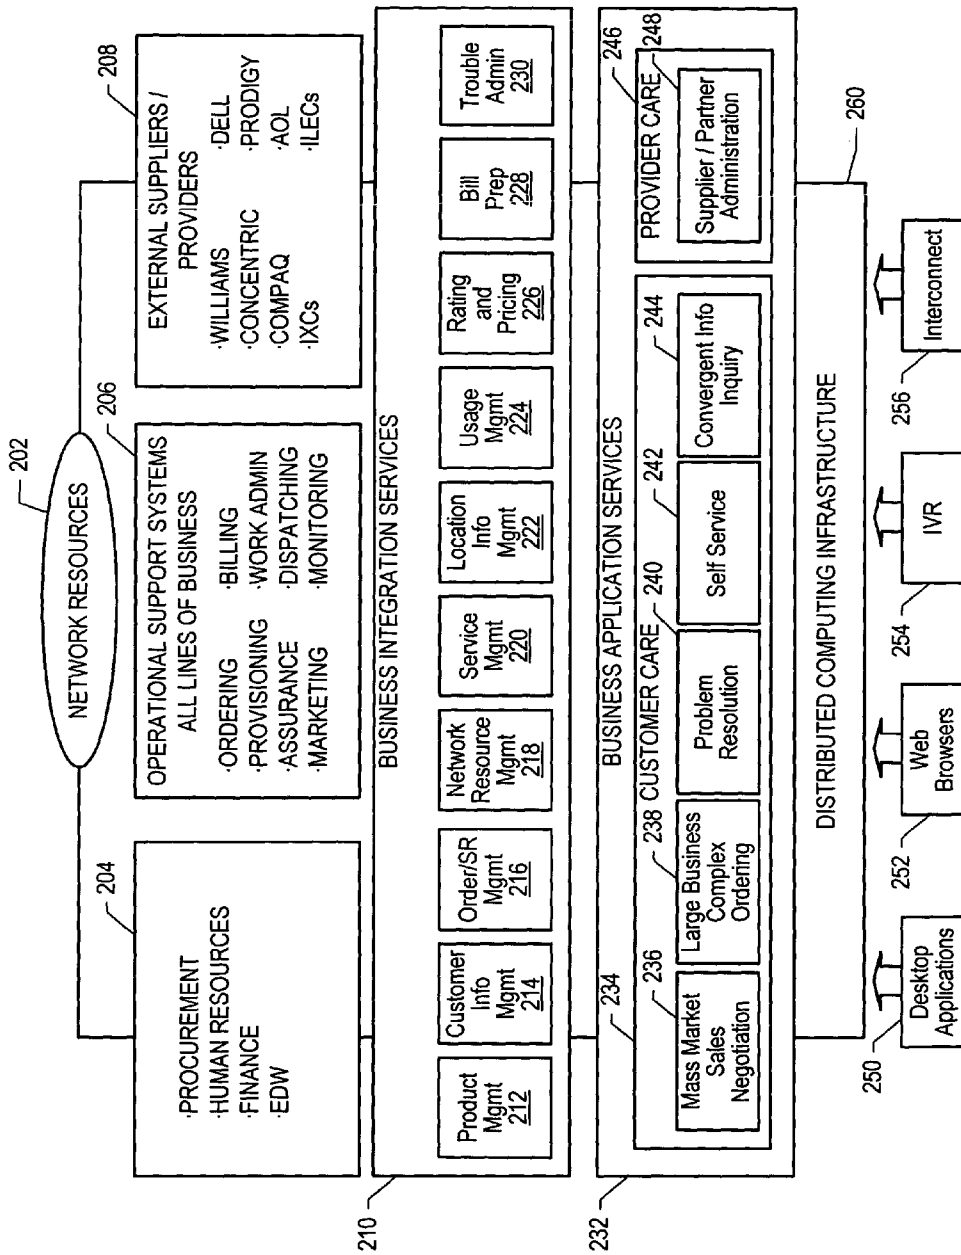 202
NETWORK RESOURCES
204
·PROCUREMENT
·HUMAN RESOURCES
·FINANCE
·EDW
206
OPERATIONAL SUPPORT SYSTEMS
ALL LINES OF BUSINESS
·ORDERING
·PROVISIONING
·ASSURANCE
·MARKETING
·BILLING
·WORK ADMIN
·DISPATCHING
·MONITORING
208
EXTERNAL SUPPLIERS /
PROVIDERS
·WILLIAMS
·CONCENTRIC
·COMPAQ
·IXCs
·DELL
·PRODIGY
·AOL
·ILECs
210
BUSINESS INTEGRATION SERVICES
Product
Mgmt
212
Customer
Info
Mgmt
214
Order/SR
Mgmt
216
Network
Resource
Mgmt
218
Service
Mgmt
220
Location
Info
Mgmt
222
Usage
Mgmt
224
Rating
and
Pricing
226
Bill
Prep
228
Trouble
Admin
230
232
BUSINESS APPLICATION SERVICES
234
CUSTOMER CARE
236
Mass Market
Sales
Negotiation
238
Large Business
Complex
Ordering
240
Problem
Resolution
242
Self Service
244
Convergent Info
Inquiry
246
PROVIDER CARE
248
Supplier / Partner
Administration
DISTRIBUTED COMPUTING INFRASTRUCTURE
260
250
Desktop
Applications
252
Web
Browsers
254
IVR
256
Interconnect